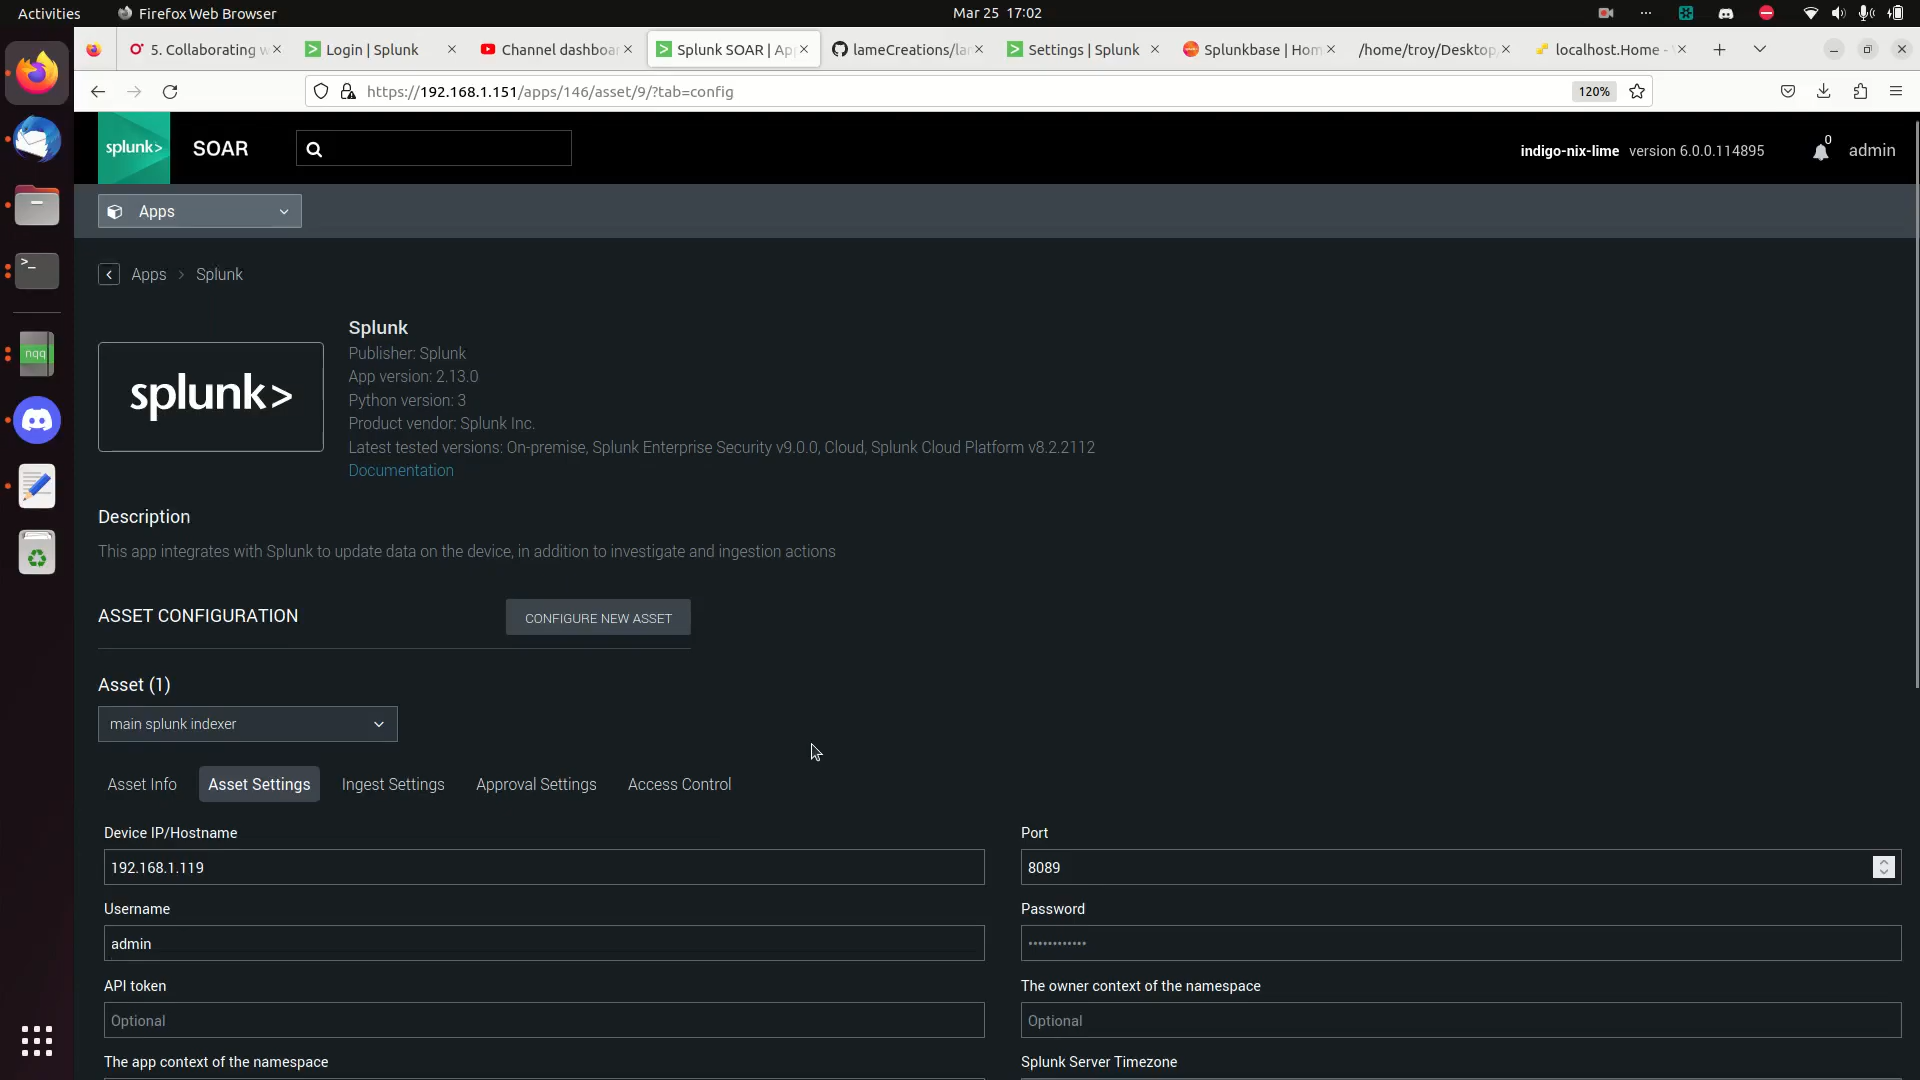 Activities
Firefox Web Browser
Mar 25 17:02
5. Collaborating w
Login | Splunk
Channel dashboar
Splunk SOAR | Ap
lameCreations/la
Settings | Splunk
Splunkbase | Hom
/home/troy/Desktop
localhost.Home -
https://192.168.1.151/apps/146/asset/9/?tab=config
120%
splunk>
SOAR
indigo-nix-lime version 6.0.0.114895
0
admin
Apps
Apps > Splunk
splunk>
Splunk
Publisher: Splunk
App version: 2.13.0
Python version: 3
Product vendor: Splunk Inc.
Latest tested versions: On-premise, Splunk Enterprise Security v9.0.0, Cloud, Splunk Cloud Platform v8.2.2112
Documentation
nqq
Description
This app integrates with Splunk to update data on the device, in addition to investigate and ingestion actions
ASSET CONFIGURATION
CONFIGURE NEW ASSET
Asset (1)
main splunk indexer
Asset Info
Asset Settings
Ingest Settings
Approval Settings
Access Control
Device IP/Hostname
192.168.1.119
Port
8089
Username
admin
Password
••••••••••••
API token
Optional
The owner context of the namespace
Optional
The app context of the namespace
Splunk Server Timezone